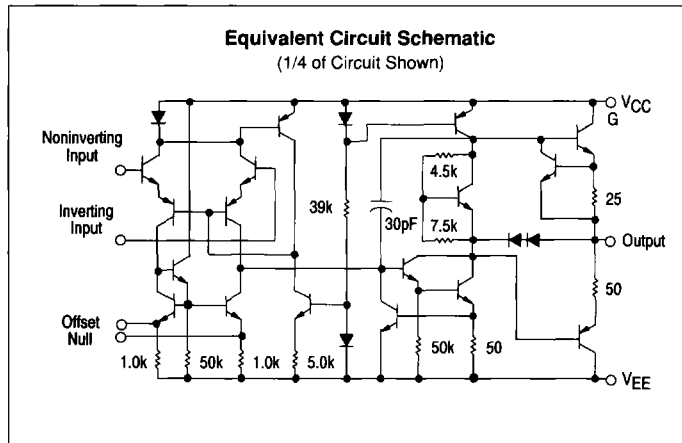 Equivalent Circuit Schematic
(1/4 of Circuit Shown)
VCC
G
Noninverting
Input
4.5k
25
Inverting
Input
39k
30pF
7.5k
Output
50
Offset
Null
1.0k
50k
1.0k
5.0k
50k
50
VEE